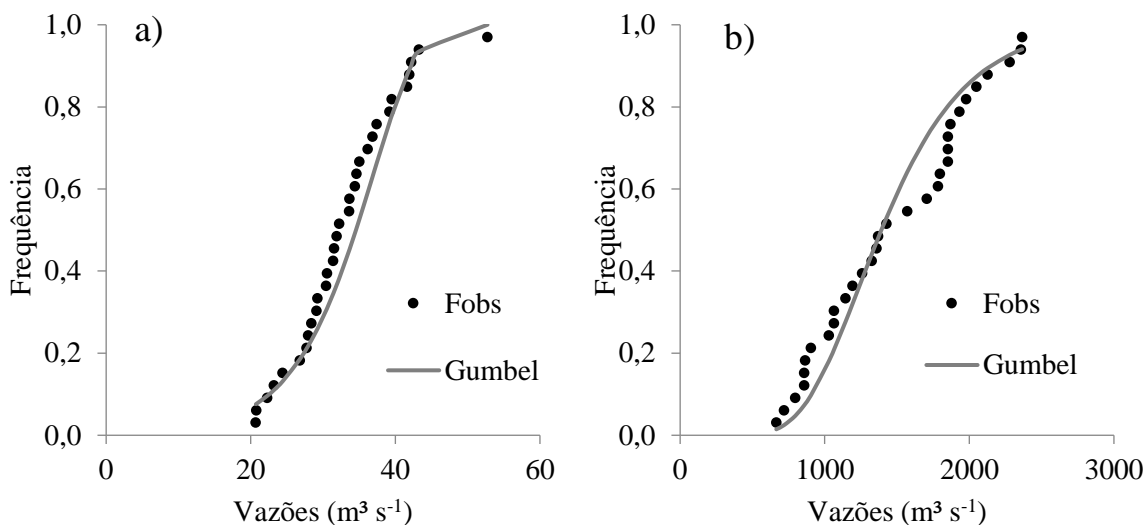 a)
1,0
0,8
0,6
0,4
0,2
0,0
Frequência
Fobs
Gumbel
0
20
40
60
Vazões (m³ s⁻¹)
b)
1,0
0,8
0,6
0,4
0,2
0,0
Frequência
Fobs
Gumbel
0
1000
2000
3000
Vazões (m³ s⁻¹)